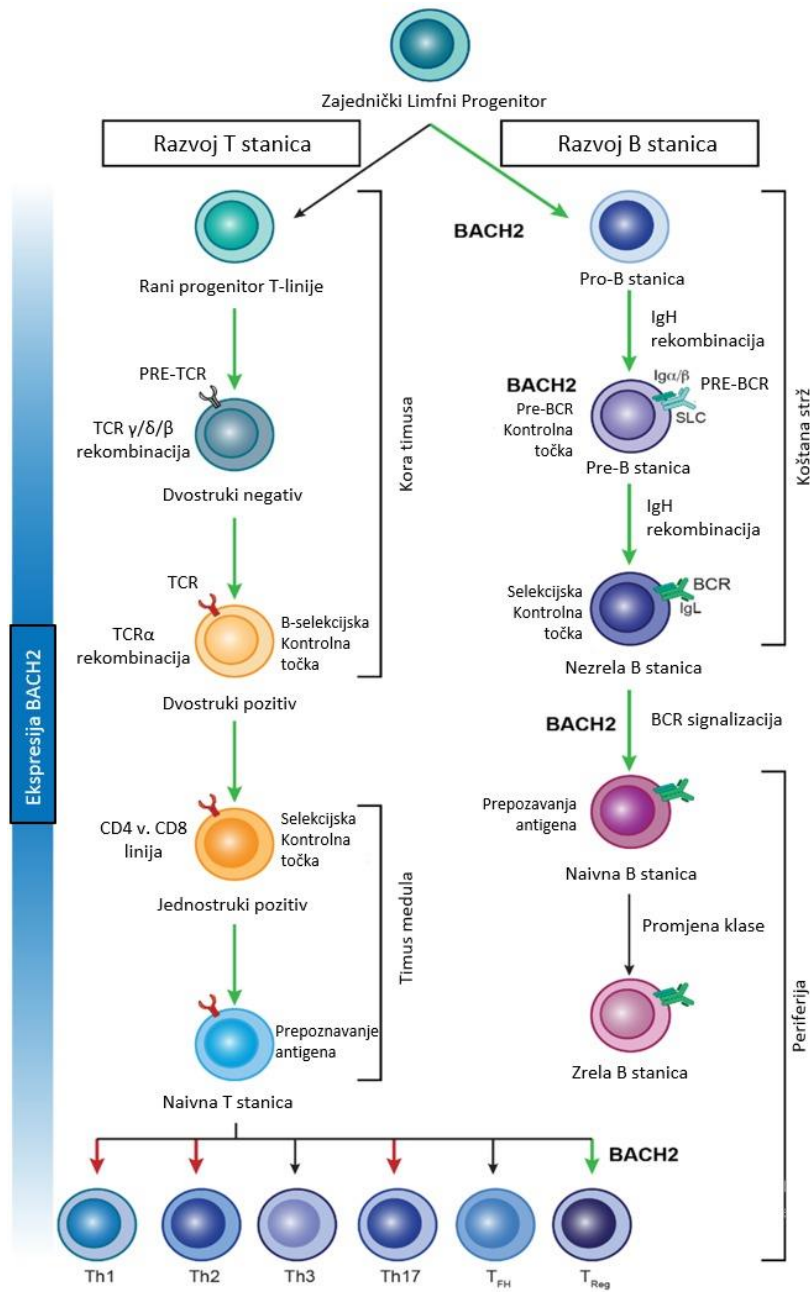 Zajednički Limfni Progenitor
Razvoj T stanica
Razvoj B stanica
Ekspresija BACH2
Rani progenitor T-linije
PRE-TCR
TCR γ/δ/β
rekombinacija
Dvostruki negativ
TCR
TCRα
rekombinacija
B-selekcijska
Kontrolna
točka
Dvostruki pozitiv
Kora timusa
CD4 v. CD8
linija
Selekcijska
Kontrolna
točka
Jednostruki pozitiv
Prepoznavanje
antigena
Naivna T stanica
Timus medula
BACH2
Pro-B stanica
IgH
rekombinacija
BACH2
Pre-BCR
Kontrolna
točka
Igα/β
PRE-BCR
SLC
Pre-B stanica
IgH
rekombinacija
Selekcijska
Kontrolna
točka
BCR
IgL
Nezrela B stanica
Koštana strž
BACH2
BCR signalizacija
Prepozavanja
antigena
Naivna B stanica
Promjena klase
Zrela B stanica
Periferija
BACH2
Th1
Th2
Th3
Th17
TFH
TReg